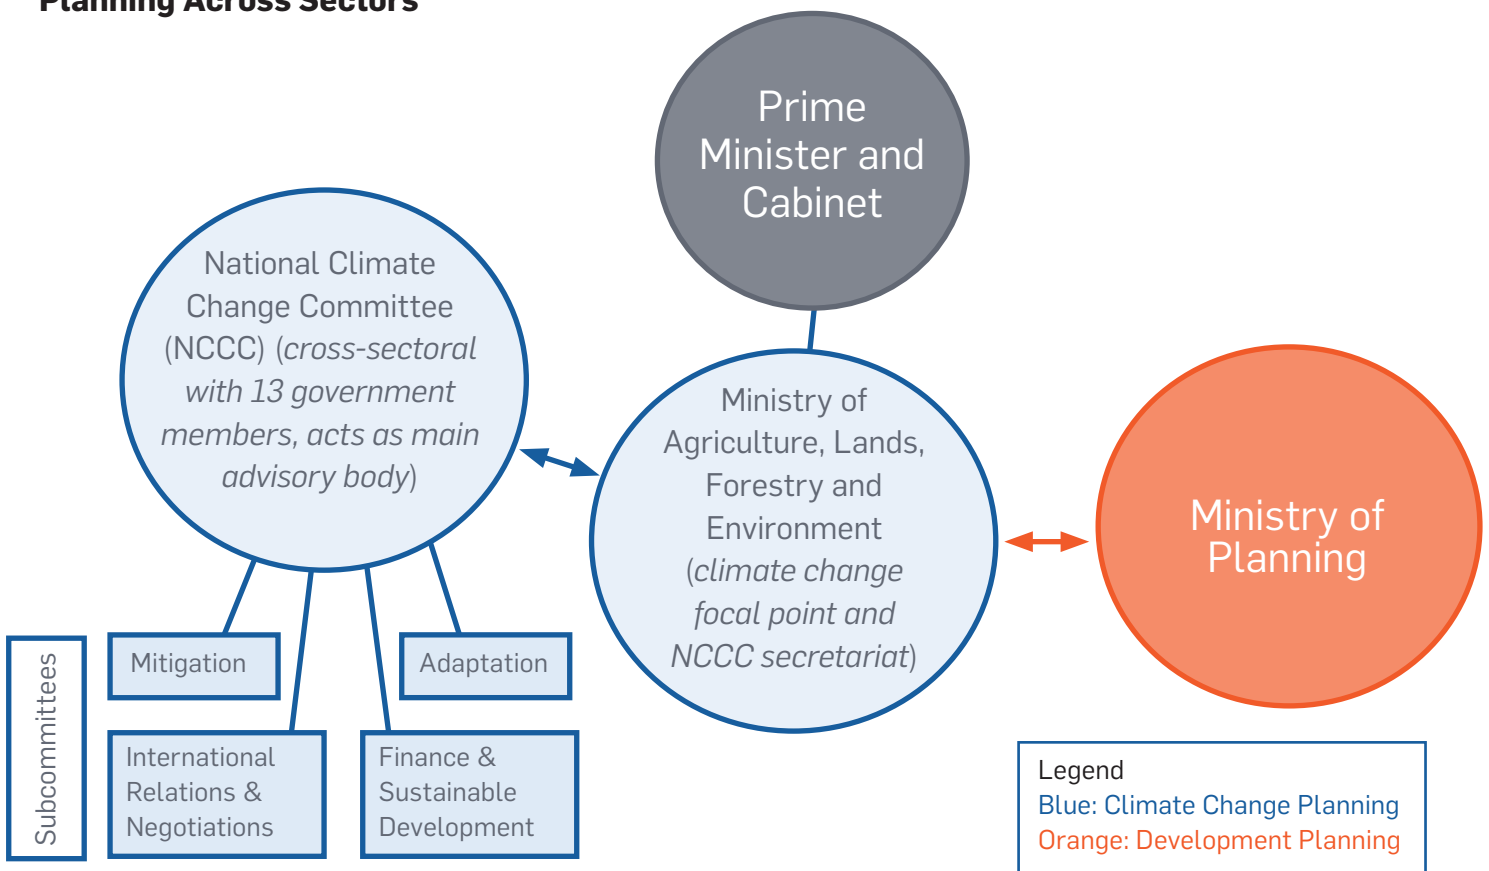 Planning Across Sectors
Prime
Minister and
Cabinet
National Climate
Change Committee
(NCCC) (cross-sectoral
with 13 government
members, acts as main
advisory body)
Ministry of
Agriculture, Lands,
Forestry and
Environment
(climate change
focal point and
NCCC secretariat)
Ministry of
Planning
Subcommittees
Mitigation
Adaptation
International
Relations &
Negotiations
Finance &
Sustainable
Development
Legend
Blue: Climate Change Planning
Orange: Development Planning